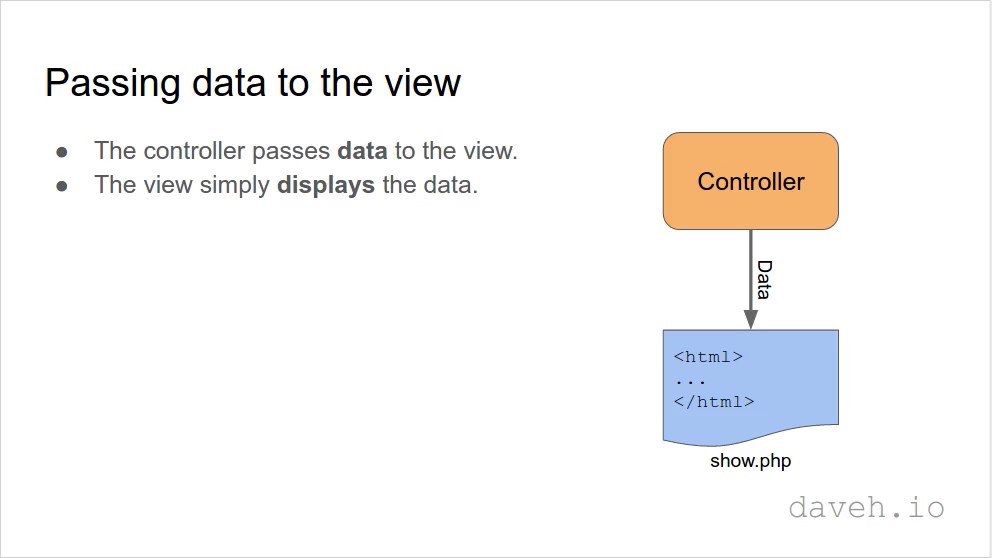 Passing data to the view
● The controller passes data to the view.
● The view simply displays the data.
Controller
Data
<html>
...
</html>
show.php
daveh.io